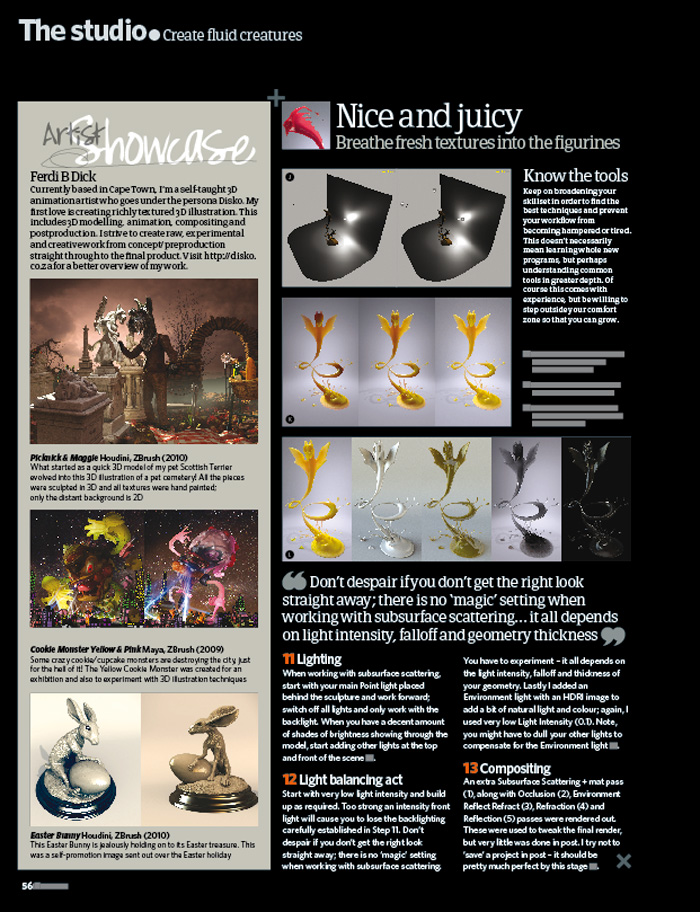 The studio. Create fluid creatures
Artist Showcase
Ferdi B Dick
Currently based in Cape Town, I'm a self-taught 3D
animation artist who goes under the persona Disko. My
first love is creating richly textured 3D illustration. This
includes 3D modelling, animation, compositing and
postproduction. I strive to create raw, experimental
and creative work from concept/preproduction
straight through to the final product. Visit http://disko.
co.za for a better overview of my work.
Picknick & Maggie Houdini, ZBrush (2010)
What started as a quick 3D model of my pet Scottish Terrier
evolved into this 3D illustration of a pet cemetery! All the pieces
were sculpted in 3D and all textures were hand painted;
only the distant background is 2D
Cookie Monster Yellow & Pink Maya, ZBrush (2009)
Some crazy cookie/cupcake monsters are destroying the city, just
for the hell of it! The Yellow Cookie Monster was created for an
exhibition and also to experiment with 3D illustration techniques
Easter Bunny Houdini, ZBrush (2010)
This Easter Bunny is jealously holding on to its Easter treasure. This
was a self-promotion image sent out over the Easter holiday
56
Nice and juicy
Breathe fresh textures into the figurines
J
K
L
Know the tools
Keep on broadening your
skillset in order to find the
best techniques and prevent
your workflow from
becoming hampered or tired.
This doesn't necessarily
mean learning whole new
programs, but perhaps
understanding common
tools in greater depth. Of
course this comes with
experience, but be willing to
step outside your comfort
zone so that you can grow.
“ Don't despair if you don't get the right look
straight away; there is no 'magic' setting when
working with subsurface scattering... it all depends
on light intensity, falloff and geometry thickness ”
11 Lighting
When working with subsurface scattering,
start with your main Point light placed
behind the sculpture and work forward;
switch off all lights and only work with the
backlight. When you have a decent amount
of shades of brightness showing through the
model, start adding other lights at the top
and front of the scene
12 Light balancing act
Start with very low light intensity and build
up as required. Too strong an intensity front
light will cause you to lose the backlighting
carefully established in Step 11. Don't
despair if you don't get the right look
straight away; there is no 'magic' setting
when working with subsurface scattering.
You have to experiment – it all depends on
the light intensity, falloff and thickness of
your geometry. Lastly I added an
Environment light with an HDRI image to
add a bit of natural light and colour; again, I
used very low Light Intensity (0.1). Note,
you might have to dull your other lights to
compensate for the Environment light
13 Compositing
An extra Subsurface Scattering + mat pass
(1), along with Occlusion (2), Environment
Reflect Refract (3), Refraction (4) and
Reflection (5) passes were rendered out.
These were used to tweak the final render,
but very little was done in post. I try not to
'save' a project in post – it should be
pretty much perfect by this stage